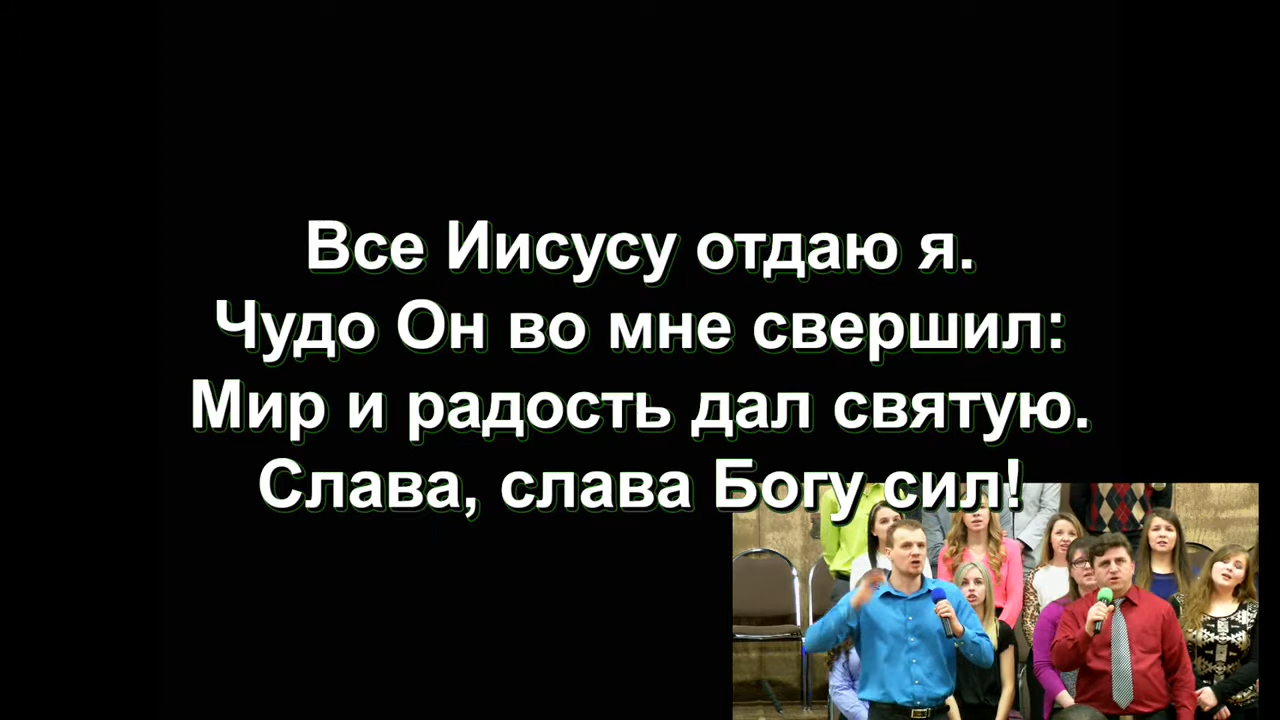 Все Иисусу отдаю я.
Чудо Он во мне свершил:
Мир и радость дал святую.
Слава, слава Богу сил!